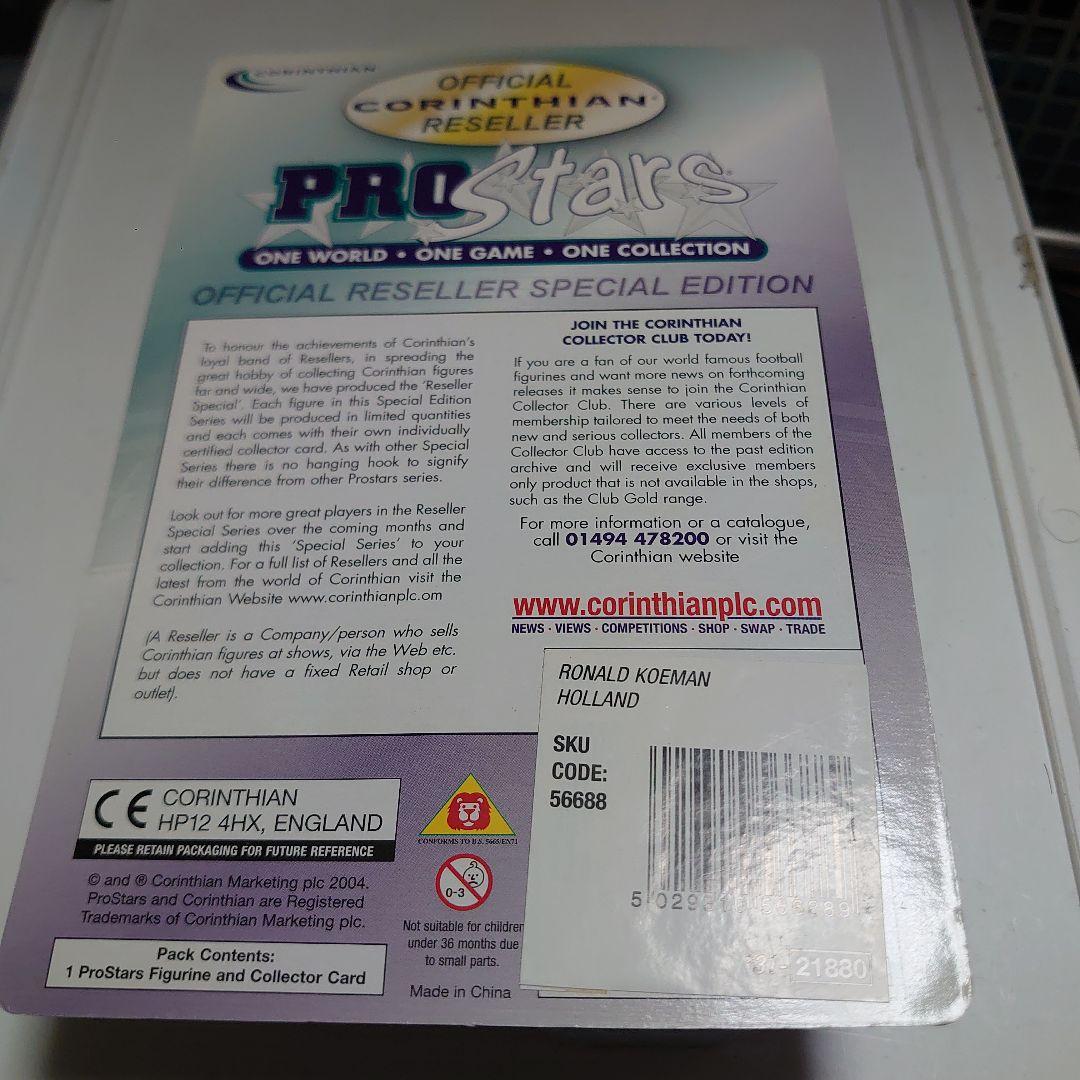 CORINTHIAN
OFFICIAL
CORINTHIAN
RESELLER
PROStars
ONE WORLD • ONE GAME • ONE COLLECTION
OFFICIAL RESELLER SPECIAL EDITION
To honour the achievements of Corinthian's
loyal band of Resellers, in spreading the
great hobby of collecting Corinthian figures
far and wide, we have produced the 'Reseller
Special'. Each figure in this Special Edition
Series will be produced in limited quantities
and each comes with their own individually
certified collector card. As with other Special
Series there is no hanging hook to signify
their difference from other Prostars series.
Look out for more great players in the Reseller
Special Series over the coming months and
start adding this 'Special Series' to your
collection. For a full list of Resellers and all the
latest from the world of Corinthian visit the
Corinthian Website www.corinthianplc.om
(A Reseller is a Company/person who sells
Corinthian figures at shows, via the Web etc.
but does not have a fixed Retail shop or
outlet).
JOIN THE CORINTHIAN
COLLECTOR CLUB TODAY!
If you are a fan of our world famous football
figurines and want more news on forthcoming
releases it makes sense to join the Corinthian
Collector Club. There are various levels of
membership tailored to meet the needs of both
new and serious collectors. All members of the
Collector Club have access to the past edition
archive and will receive exclusive members
only product that is not available in the shops,
such as the Club Gold range.
For more information or a catalogue,
call 01494 478200 or visit the
Corinthian website
www.corinthianplc.com
NEWS · VIEWS · COMPETITIONS · SHOP · SWAP · TRADE
RONALD KOEMAN
HOLLAND
SKU
CODE:
56688
21880
CE CORINTHIAN
HP12 4HX, ENGLAND
PLEASE RETAIN PACKAGING FOR FUTURE REFERENCE
© and ® Corinthian Marketing plc 2004.
ProStars and Corinthian are Registered
Trademarks of Corinthian Marketing plc.
Pack Contents:
1 ProStars Figurine and Collector Card
CONFORMS TO B.S. 5665/EN71
0-3
Not suitable for children
under 36 months due
to small parts.
Made in China